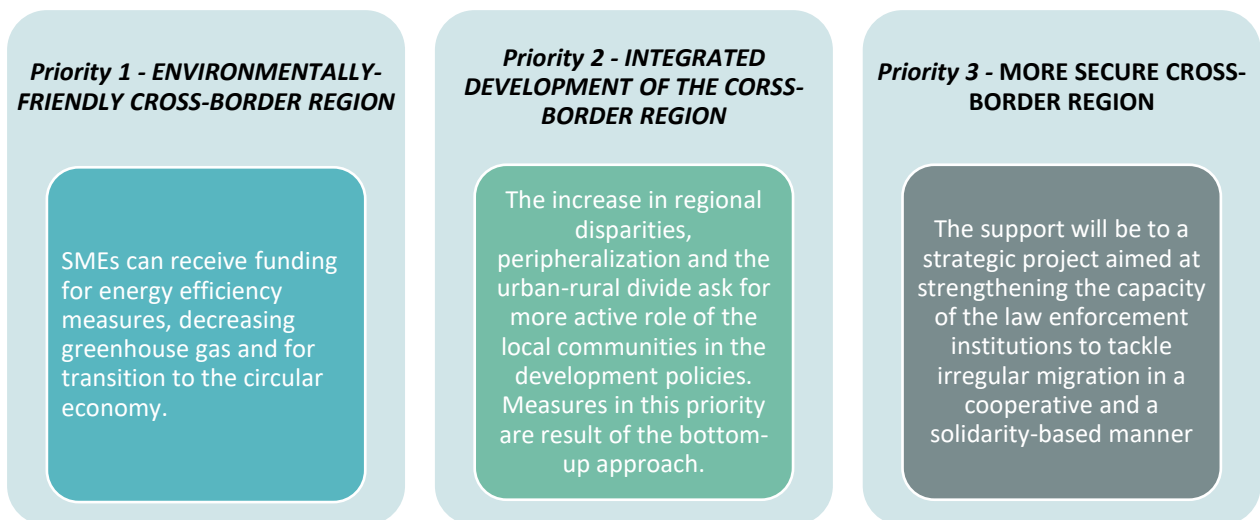 Priority 1 - ENVIRONMENTALLY-
FRIENDLY CROSS-BORDER REGION
SMEs can receive funding
for energy efficiency
measures, decreasing
greenhouse gas and for
transition to the circular
economy.
Priority 2 - INTEGRATED
DEVELOPMENT OF THE CORSS-
BORDER REGION
The increase in regional
disparities,
peripheralization and the
urban-rural divide ask for
more active role of the
local communities in the
development policies.
Measures in this priority
are result of the bottom-
up approach.
Priority 3 - MORE SECURE CROSS-
BORDER REGION
The support will be to a
strategic project aimed at
strengthening the capacity
of the law enforcement
institutions to tackle
irregular migration in a
cooperative and a
solidarity-based manner